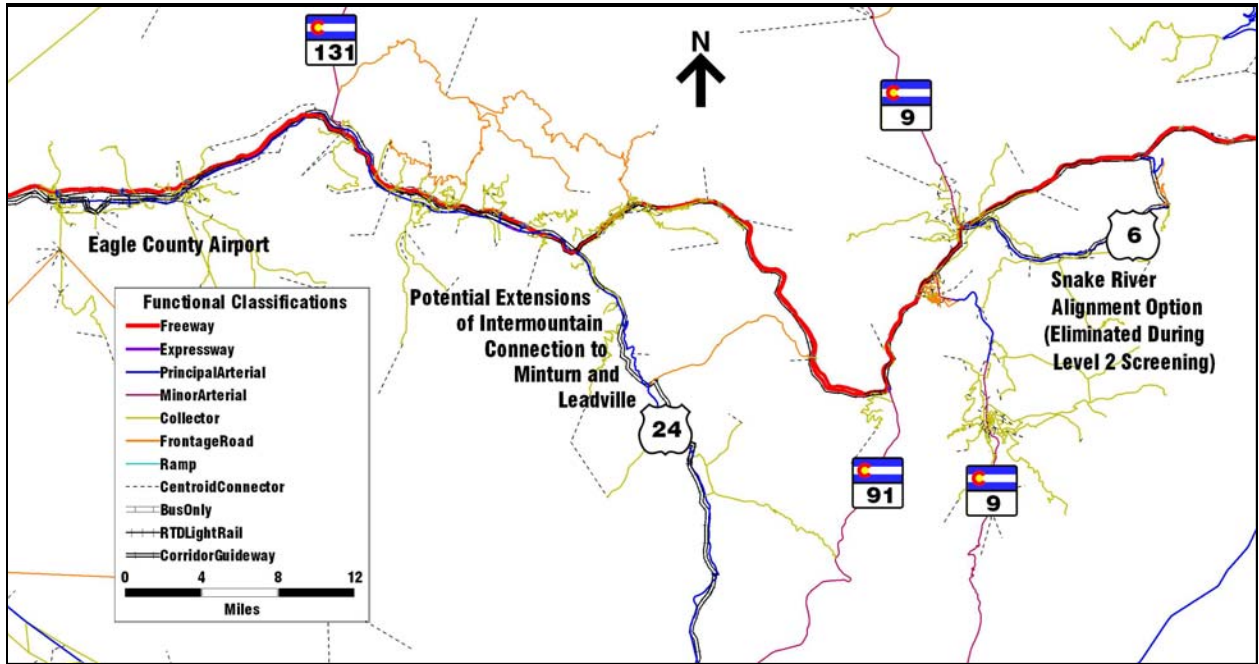 131
N
9
6
Eagle County Airport
Potential Extensions
of Intermountain
Connection to
Minturn and
Leadville
Snake River
Alignment Option
(Eliminated During
Level 2 Screening)
24
91
9
Functional Classifications
Freeway
Expressway
PrincipalArterial
MinorArterial
Collector
FrontageRoad
Ramp
CentroidConnector
BusOnly
RTDLightRail
CorridorGuideway
0 4 8 12
Miles